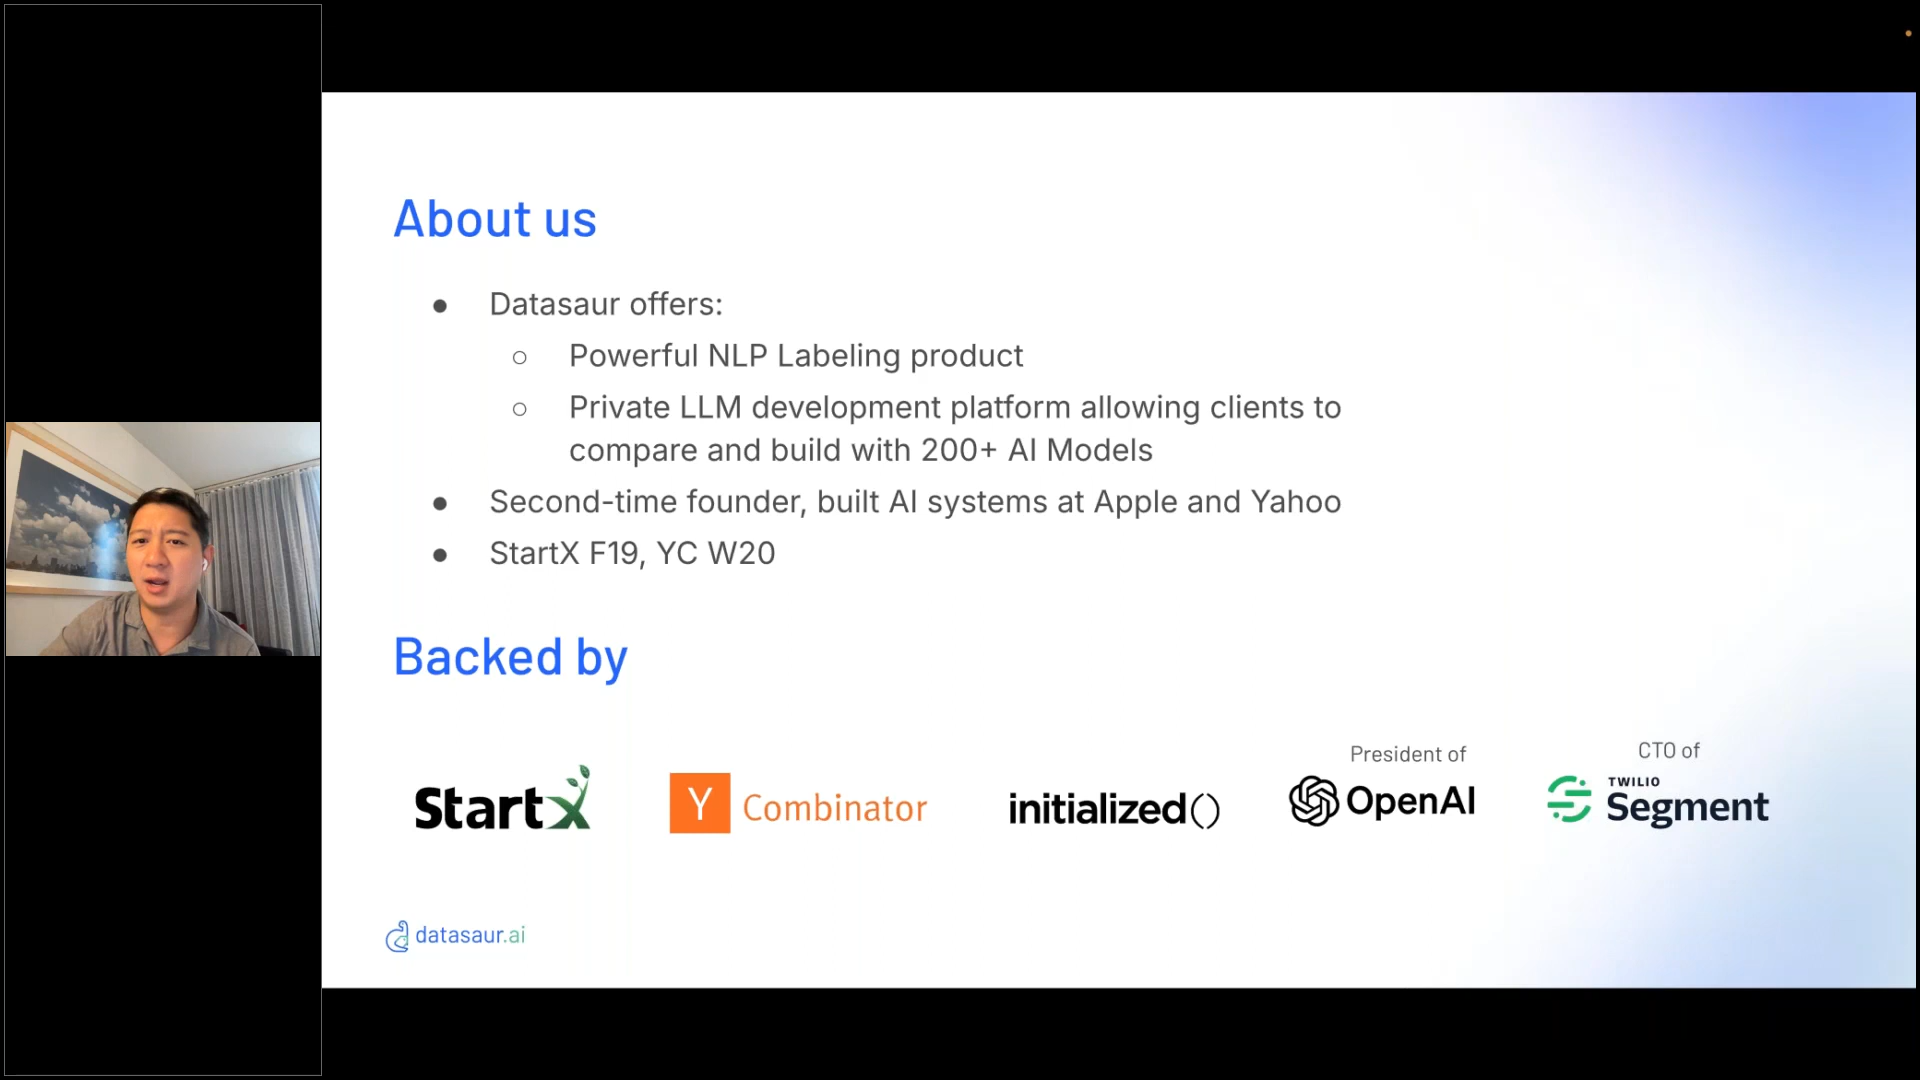 About us
Datasaur offers:
Powerful NLP Labeling product
Private LLM development platform allowing clients to
compare and build with 200+ AI Models
Second-time founder, built AI systems at Apple and Yahoo
StartX F19, YC W20
Backed by
StartX
Y Combinator
initialized()
President of
OpenAI
CTO of
TWILIO
Segment
datasaur.ai